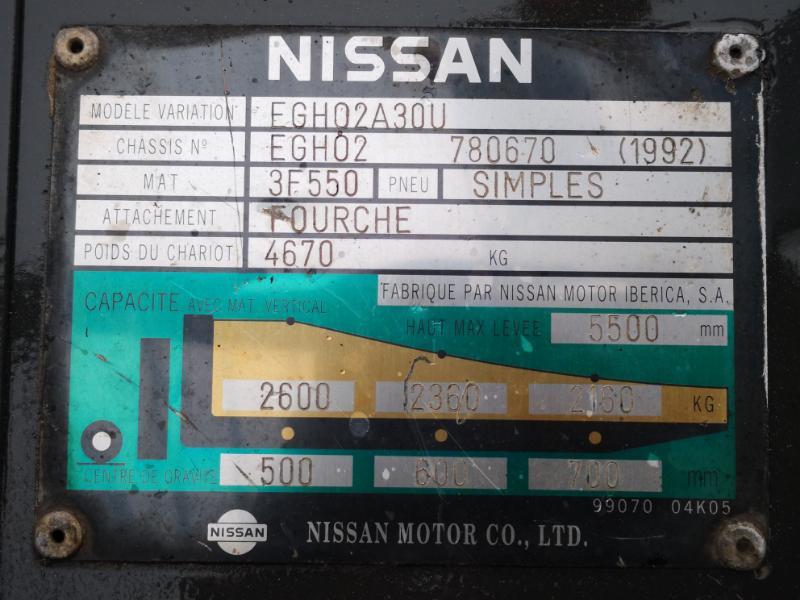 NISSAN
MODÈLE VARIATION EGH02A30U
CHASSIS Nº EGH02 780670 (1992)
MAT 3F550 PNEU SIMPLES
ATTACHEMENT FOURCHE
POIDS DU CHARIOT 4670 KG
FABRIQUE PAR NISSAN MOTOR IBERICA, S.A.
CAPACITE AVEC MAT. VERTICAL
HAUT MAX LEVEE 5500 mm
2600 2360 2160 KG
CENTRE DE GRAVITE 500 600 700 mm
99070 04K05
NISSAN NISSAN MOTOR CO., LTD.